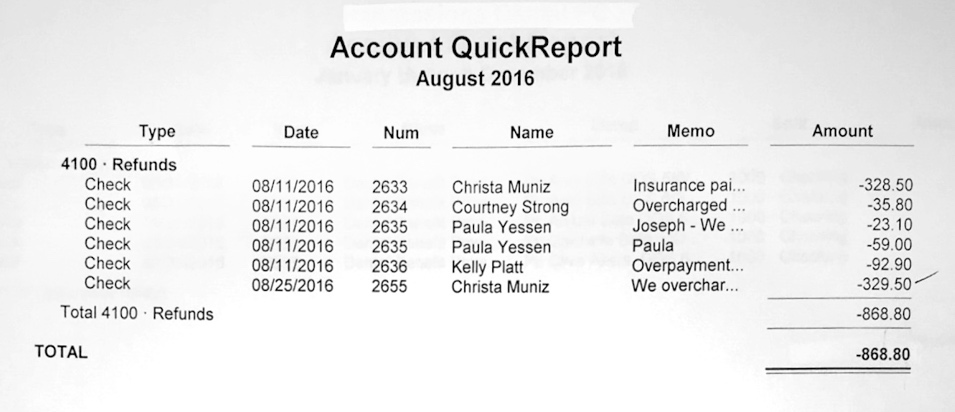 Account QuickReport
August 2016
Type Date Num Name Memo Amount
4100 · Refunds
Check 08/11/2016 2633 Christa Muniz Insurance pai... -328.50
Check 08/11/2016 2634 Courtney Strong Overcharged ... -35.80
Check 08/11/2016 2635 Paula Yessen Joseph - We ... -23.10
Check 08/11/2016 2635 Paula Yessen Paula -59.00
Check 08/11/2016 2636 Kelly Platt Overpayment... -92.90
Check 08/25/2016 2655 Christa Muniz We overchar... -329.50
Total 4100 · Refunds -868.80
TOTAL -868.80